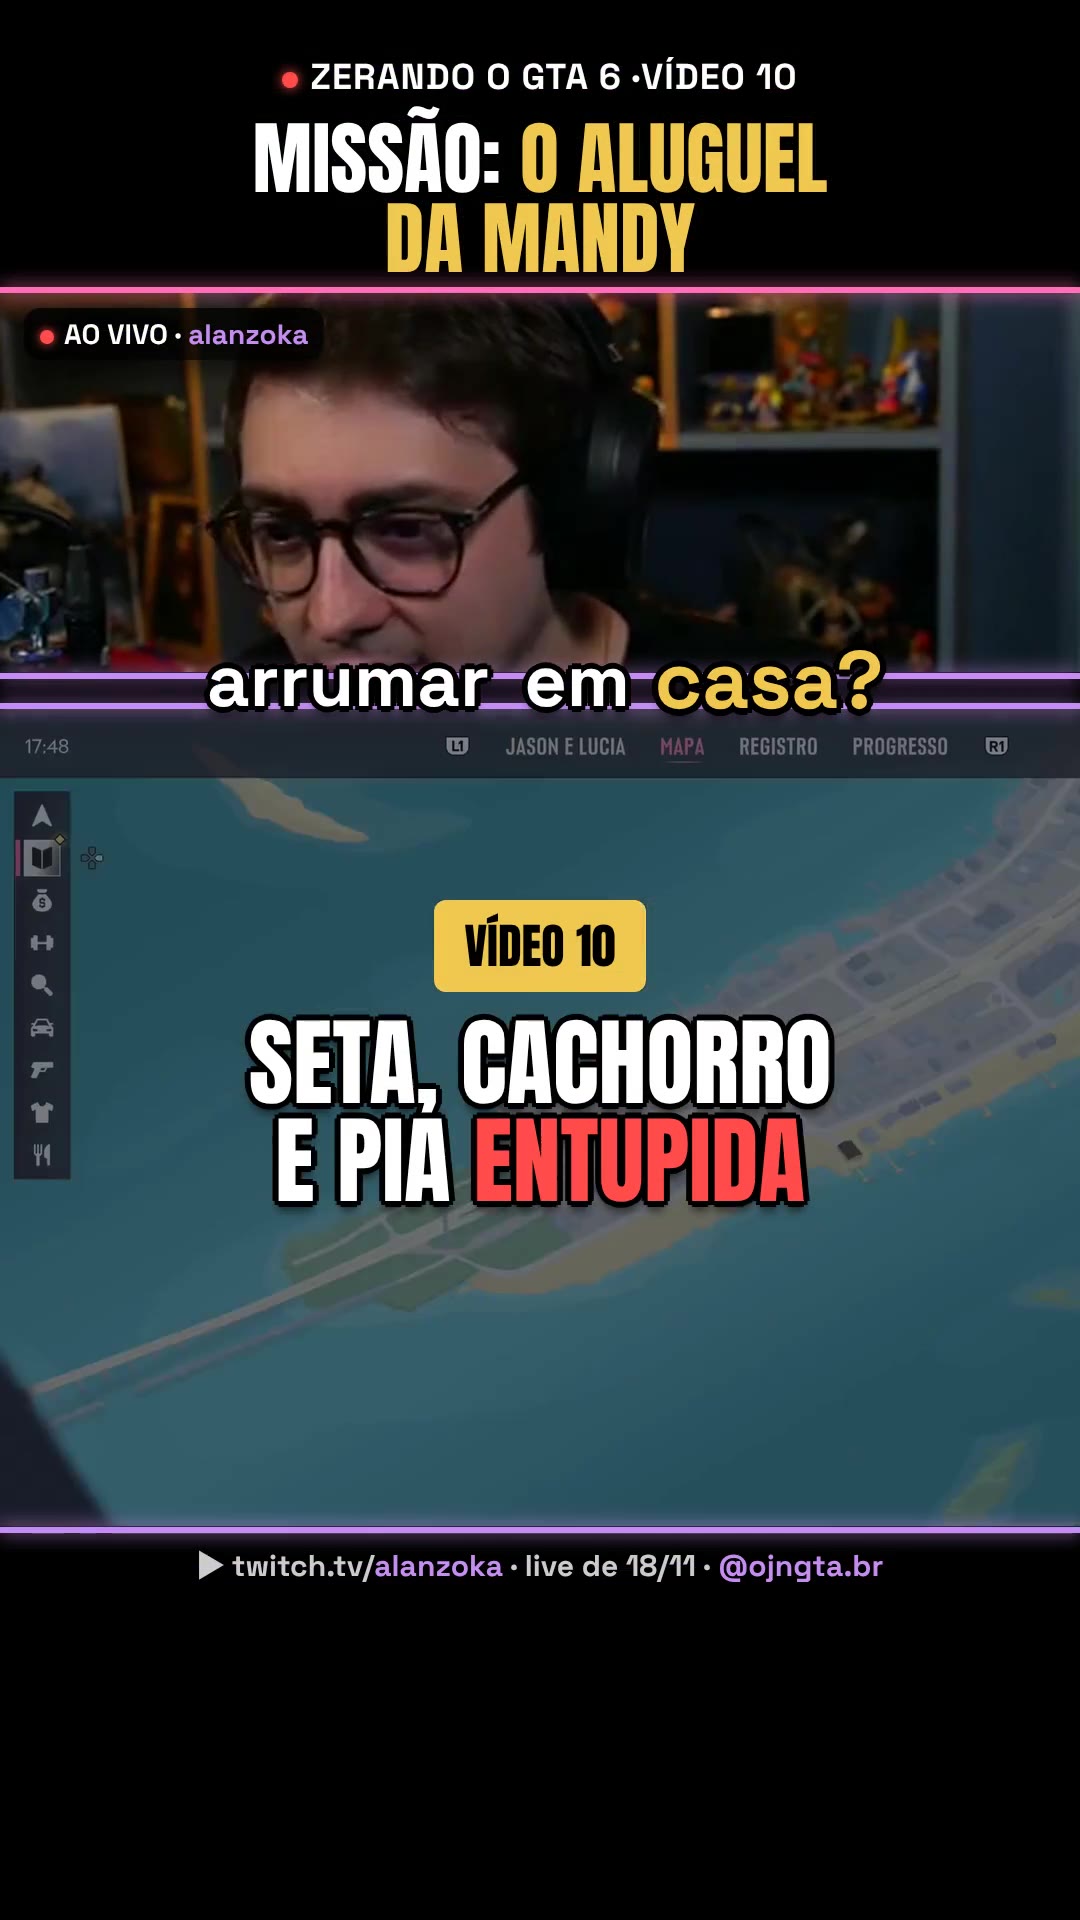 ZERANDO O GTA 6 ·VÍDEO 10
MISSÃO: O ALUGUEL
DA MANDY
AO VIVO · alanzoka
arrumar em casa?
17:48
L1 JASON E LUCIA MAPA REGISTRO PROGRESSO R1
VÍDEO 10
SETA, CACHORRO
E PIA ENTUPIDA
twitch.tv/alanzoka · live de 18/11 · @ojngta.br